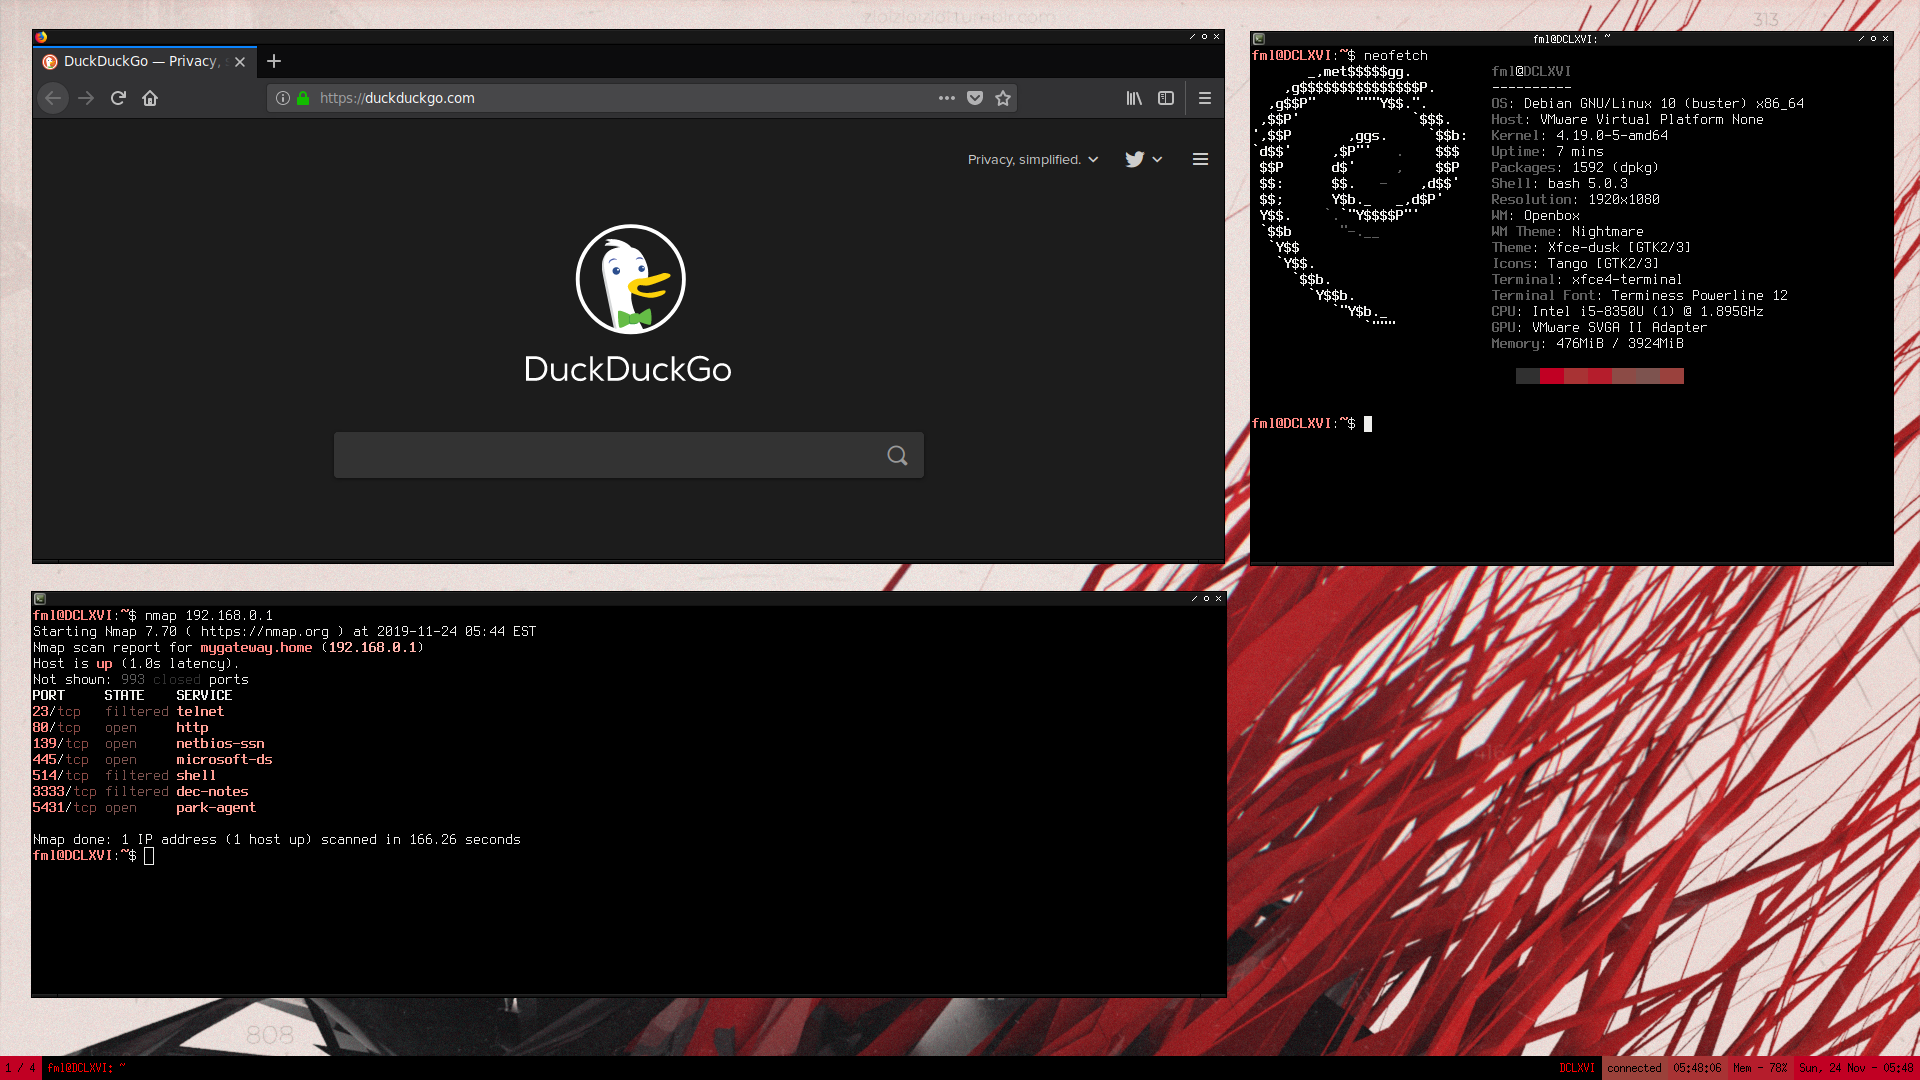 zioizioizioi.tumblr.com
313
DuckDuckGo — Privacy,
https://duckduckgo.com
Privacy, simplified.
DuckDuckGo
fml@DCLXVI: ~
fml@DCLXVI:~$ neofetch
_,met$$$$$gg.
,g$$$$$$$$$$$$$$$P.
,g$$P"     """Y$$.".
,$$P'              `$$$.
',$$P       ,ggs.     `$$b:
`d$$'     ,$P"'   .    $$$
$$P      d$'     ,    $$P
$$:      $$.   -    ,d$$'
$$;      Y$b._   _,d$P'
Y$$.    `.`"Y$$$$P"'
`$$b      "-.__
`Y$$
`Y$$.
`$$b.
`Y$$b.
`"Y$b._
`"""
fml@DCLXVI
----------
OS: Debian GNU/Linux 10 (buster) x86_64
Host: VMware Virtual Platform None
Kernel: 4.19.0-5-amd64
Uptime: 7 mins
Packages: 1592 (dpkg)
Shell: bash 5.0.3
Resolution: 1920x1080
WM: Openbox
WM Theme: Nightmare
Theme: Xfce-dusk [GTK2/3]
Icons: Tango [GTK2/3]
Terminal: xfce4-terminal
Terminal Font: Terminess Powerline 12
CPU: Intel i5-8350U (1) @ 1.895GHz
GPU: VMware SVGA II Adapter
Memory: 476MiB / 3924MiB
fml@DCLXVI:~$
fml@DCLXVI:~$ nmap 192.168.0.1
Starting Nmap 7.70 ( https://nmap.org ) at 2019-11-24 05:44 EST
Nmap scan report for mygateway.home (192.168.0.1)
Host is up (1.0s latency).
Not shown: 993 closed ports
PORT     STATE    SERVICE
23/tcp   filtered telnet
80/tcp   open     http
139/tcp  open     netbios-ssn
445/tcp  open     microsoft-ds
514/tcp  filtered shell
3333/tcp filtered dec-notes
5431/tcp open     park-agent
Nmap done: 1 IP address (1 host up) scanned in 166.26 seconds
fml@DCLXVI:~$
416
808
1 / 4 fml@DCLXVI: ~
DCLXVI connected 05:48:06 Mem - 78% Sun, 24 Nov - 05:48